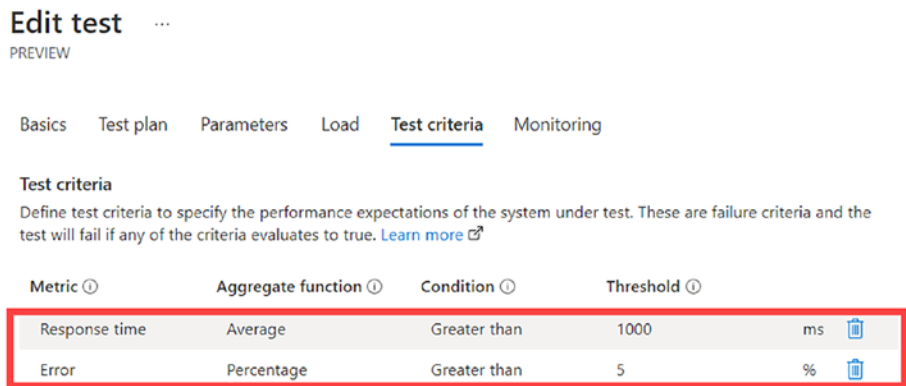 Edit test ...
PREVIEW
Basics Test plan Parameters Load Test criteria Monitoring
Test criteria
Define test criteria to specify the performance expectations of the system under test. These are failure criteria and the
test will fail if any of the criteria evaluates to true. Learn more
Metric Aggregate function Condition Threshold
Response time Average Greater than 1000 ms
Error Percentage Greater than 5 %